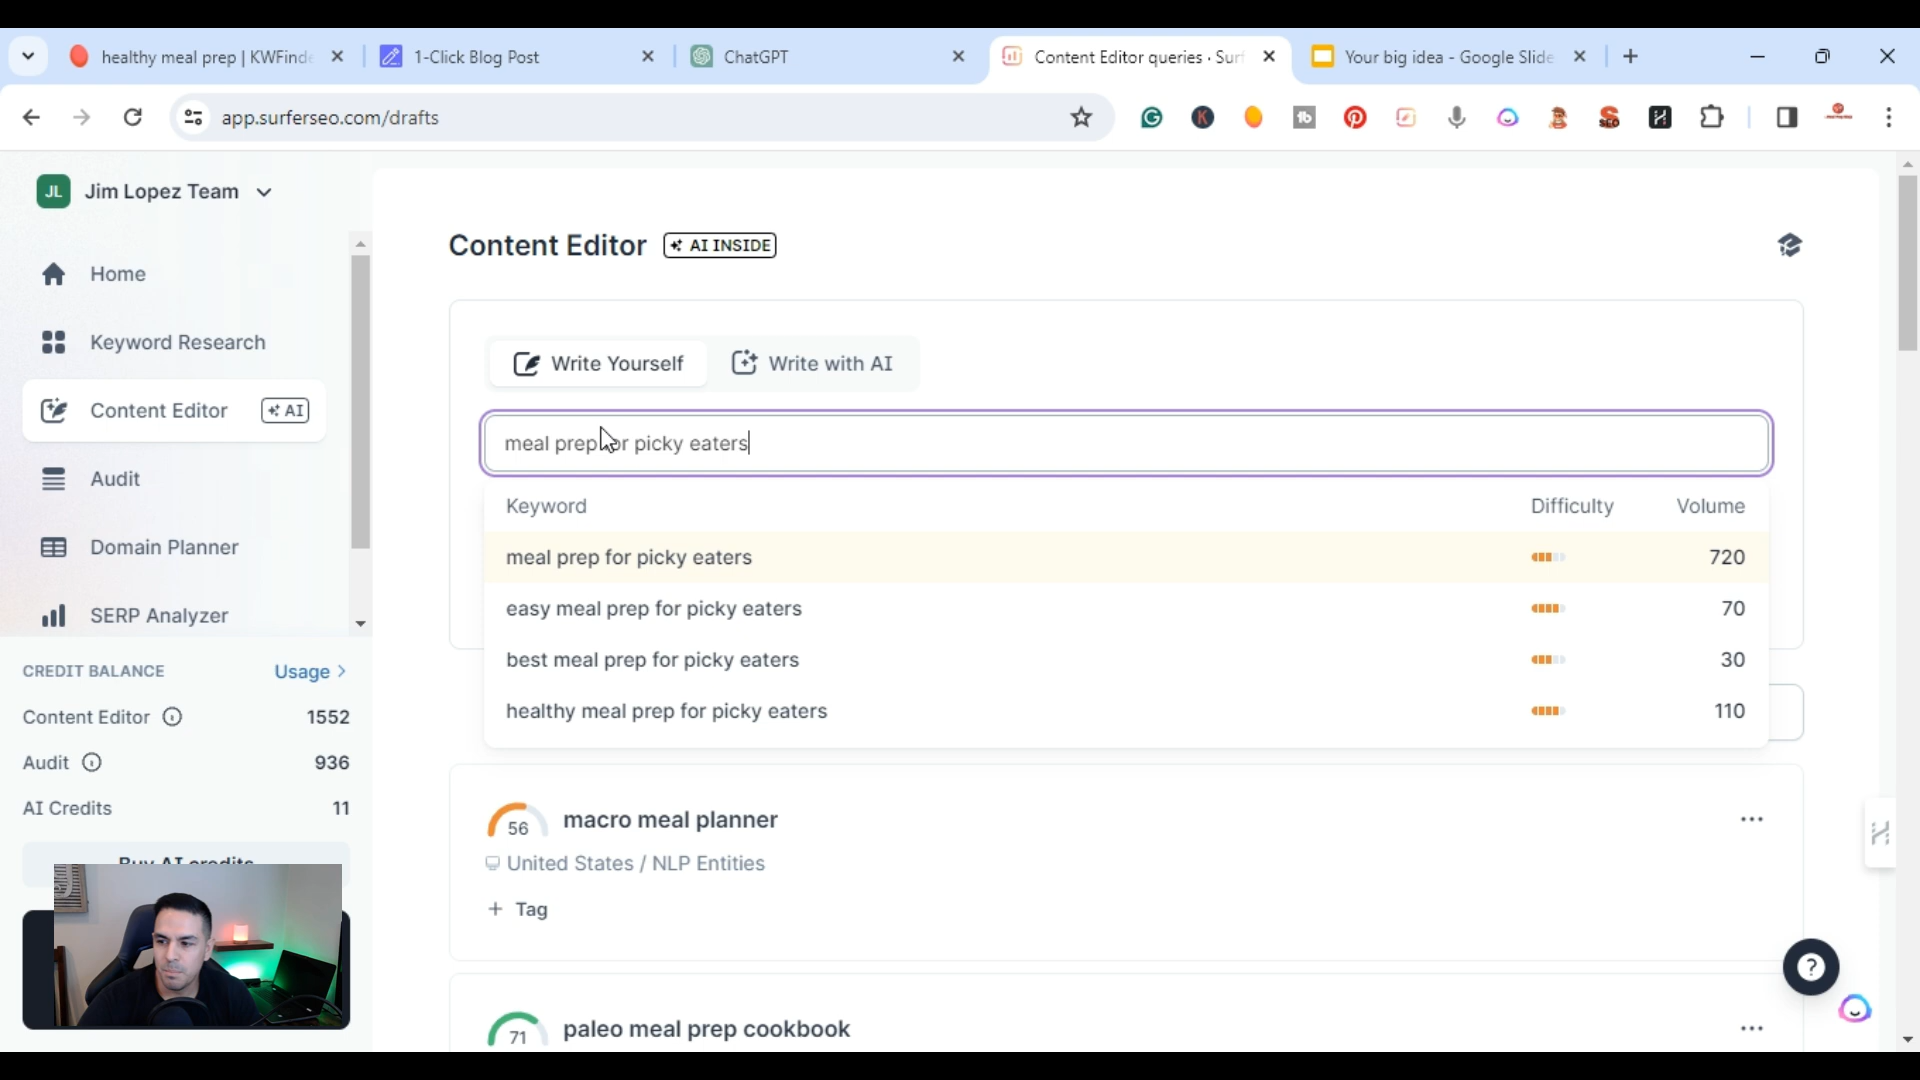 healthy meal prep | KWFinde
1-Click Blog Post
ChatGPT
Content Editor queries · Surf
Your big idea - Google Slide
app.surferseo.com/drafts
JL
Jim Lopez Team
Home
Keyword Research
Content Editor
AI
Audit
Domain Planner
SERP Analyzer
CREDIT BALANCE
Usage >
Content Editor
1552
Audit
936
AI Credits
11
Buy AI credits
Content Editor
AI INSIDE
Write Yourself
Write with AI
meal prep for picky eaters
Keyword
Difficulty
Volume
meal prep for picky eaters
720
easy meal prep for picky eaters
70
best meal prep for picky eaters
30
healthy meal prep for picky eaters
110
56
macro meal planner
United States / NLP Entities
+ Tag
71
paleo meal prep cookbook